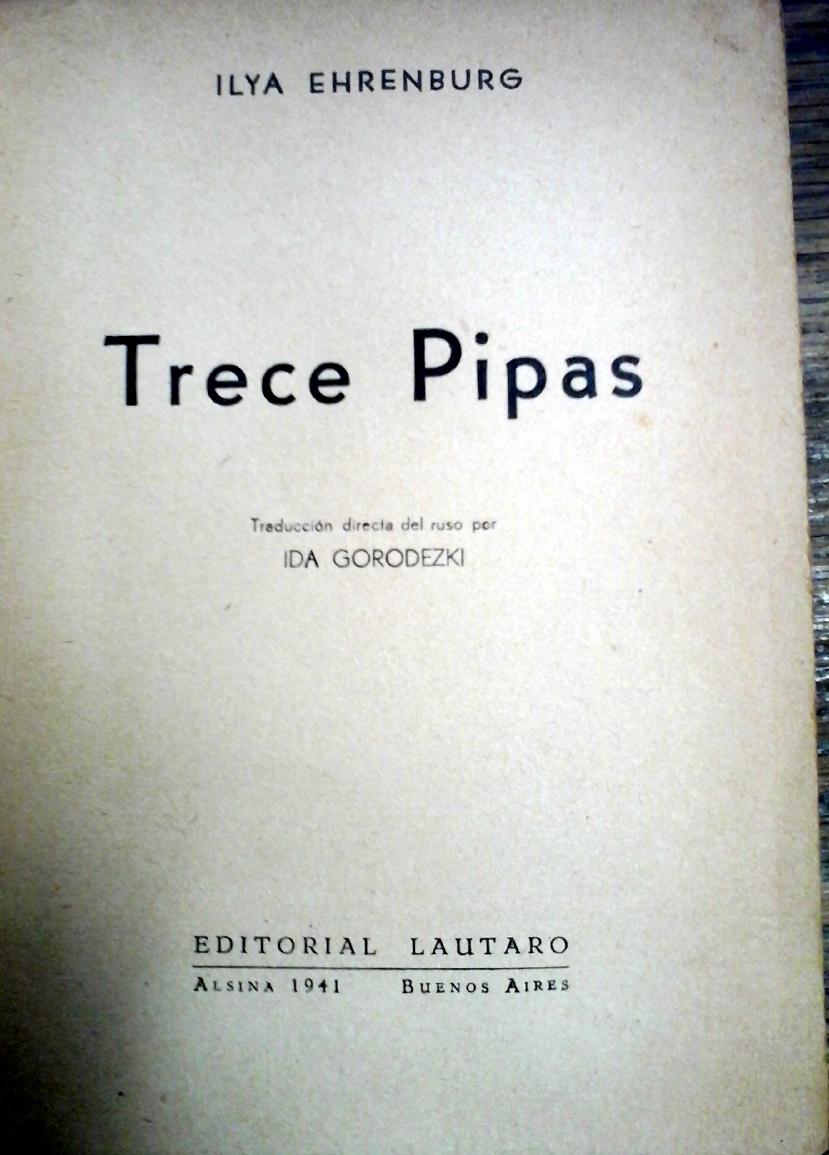 ILYA EHRENBURG
Trece Pipas
Traducción directa del ruso por
IDA GORODEZKI
EDITORIAL LAUTARO
ALSINA 1941 BUENOS AIRES